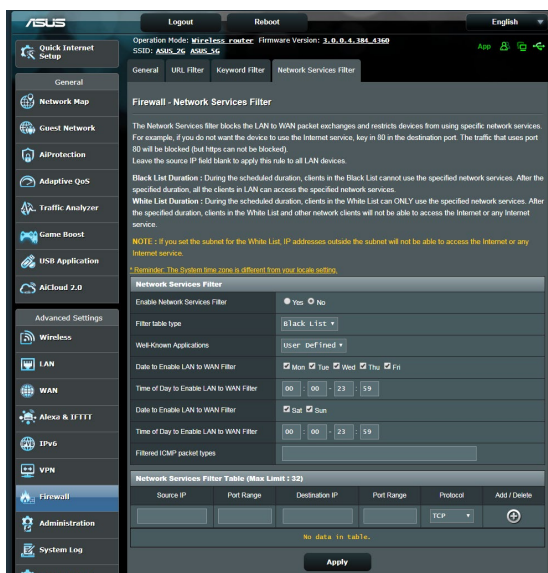 ASUS
Logout
Reboot
English
Quick Internet
Setup
Operation Mode: Wireless router Firmware Version: 3.0.0.4.384_4360
SSID: ASUS_2G ASUS_5G
App
General
URL Filter
Keyword Filter
Network Services Filter
General
Network Map
Guest Network
AiProtection
Adaptive QoS
Traffic Analyzer
Game Boost
USB Application
AiCloud 2.0
Advanced Settings
Wireless
LAN
WAN
Alexa & IFTTT
IPv6
VPN
Firewall
Administration
System Log
Firewall - Network Services Filter
The Network Services filter blocks the LAN to WAN packet exchanges and restricts devices from using specific network services.
For example, if you do not want the device to use the Internet service, key in 80 in the destination port. The traffic that uses port
80 will be blocked (but https can not be blocked).
Leave the source IP field blank to apply this rule to all LAN devices.
Black List Duration : During the scheduled duration, clients in the Black List cannot use the specified network services. After the
specified duration, all the clients in LAN can access the specified network services.
White List Duration : During the scheduled duration, clients in the White List can ONLY use the specified network services. After
the specified duration, clients in the White List and other network clients will not be able to access the Internet or any Internet
service.
NOTE : If you set the subnet for the White List, IP addresses outside the subnet will not be able to access the Internet or any
Internet service.
* Reminder: The System time zone is different from your locale setting.
Network Services Filter
Enable Network Services Filter Yes No
Filter table type Black List
Well-Known Applications User Defined
Date to Enable LAN to WAN Filter Mon Tue Wed Thu Fri
Time of Day to Enable LAN to WAN Filter 00 : 00 - 23 : 59
Date to Enable LAN to WAN Filter Sat Sun
Time of Day to Enable LAN to WAN Filter 00 : 00 - 23 : 59
Filtered ICMP packet types
Network Services Filter Table (Max Limit : 32)
Source IP Port Range Destination IP Port Range Protocol Add / Delete
TCP
No data in table.
Apply